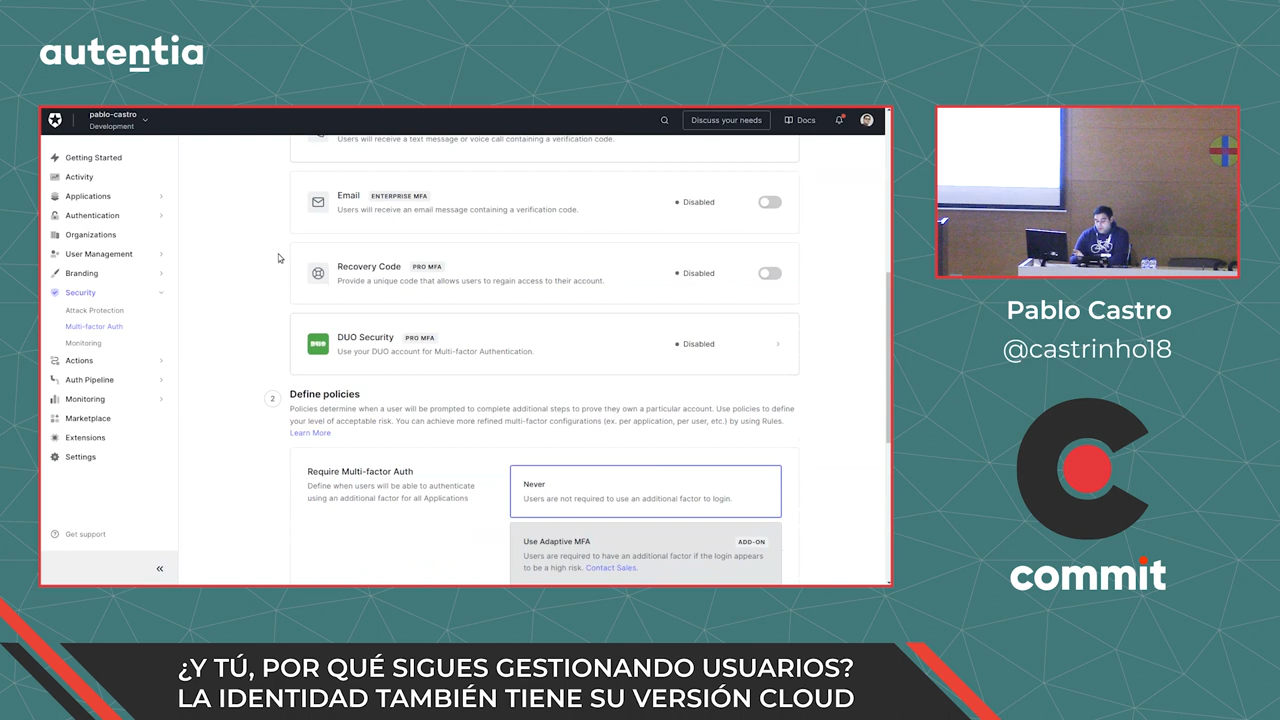 autentia
pablo-castro
Development
Discuss your needs
Docs
Getting Started
Activity
Applications
Authentication
Organizations
User Management
Branding
Security
Attack Protection
Multi-factor Auth
Monitoring
Actions
Auth Pipeline
Monitoring
Marketplace
Extensions
Settings
Get support
Users will receive a text message or voice call containing a verification code.
Email ENTERPRISE MFA
Users will receive an email message containing a verification code.
Disabled
Recovery Code PRO MFA
Provide a unique code that allows users to regain access to their account.
Disabled
DUO Security PRO MFA
Use your DUO account for Multi-factor Authentication.
Disabled
2 Define policies
Policies determine when a user will be prompted to complete additional steps to prove they own a particular account. Use policies to define
your level of acceptable risk. You can achieve more refined multi-factor configurations (ex. per application, per user, etc.) by using Rules.
Learn More
Require Multi-factor Auth
Define when users will be able to authenticate
using an additional factor for all Applications
Never
Users are not required to use an additional factor to login.
Use Adaptive MFA ADD-ON
Users are required to have an additional factor if the login appears
to be a high risk. Contact Sales.
Pablo Castro
@castrinho18
commit
¿Y TÚ, POR QUÉ SIGUES GESTIONANDO USUARIOS?
LA IDENTIDAD TAMBIÉN TIENE SU VERSIÓN CLOUD